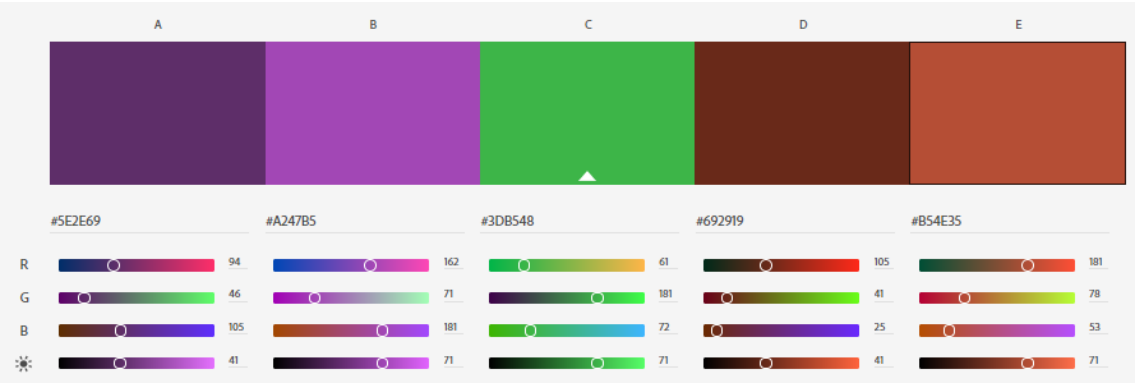 A B C D E
#5E2E69 #A247B5 #3DB548 #692919 #B54E35
R 94 162 61 105 181
G 46 71 181 41 78
B 105 181 72 25 53
41 71 71 41 71